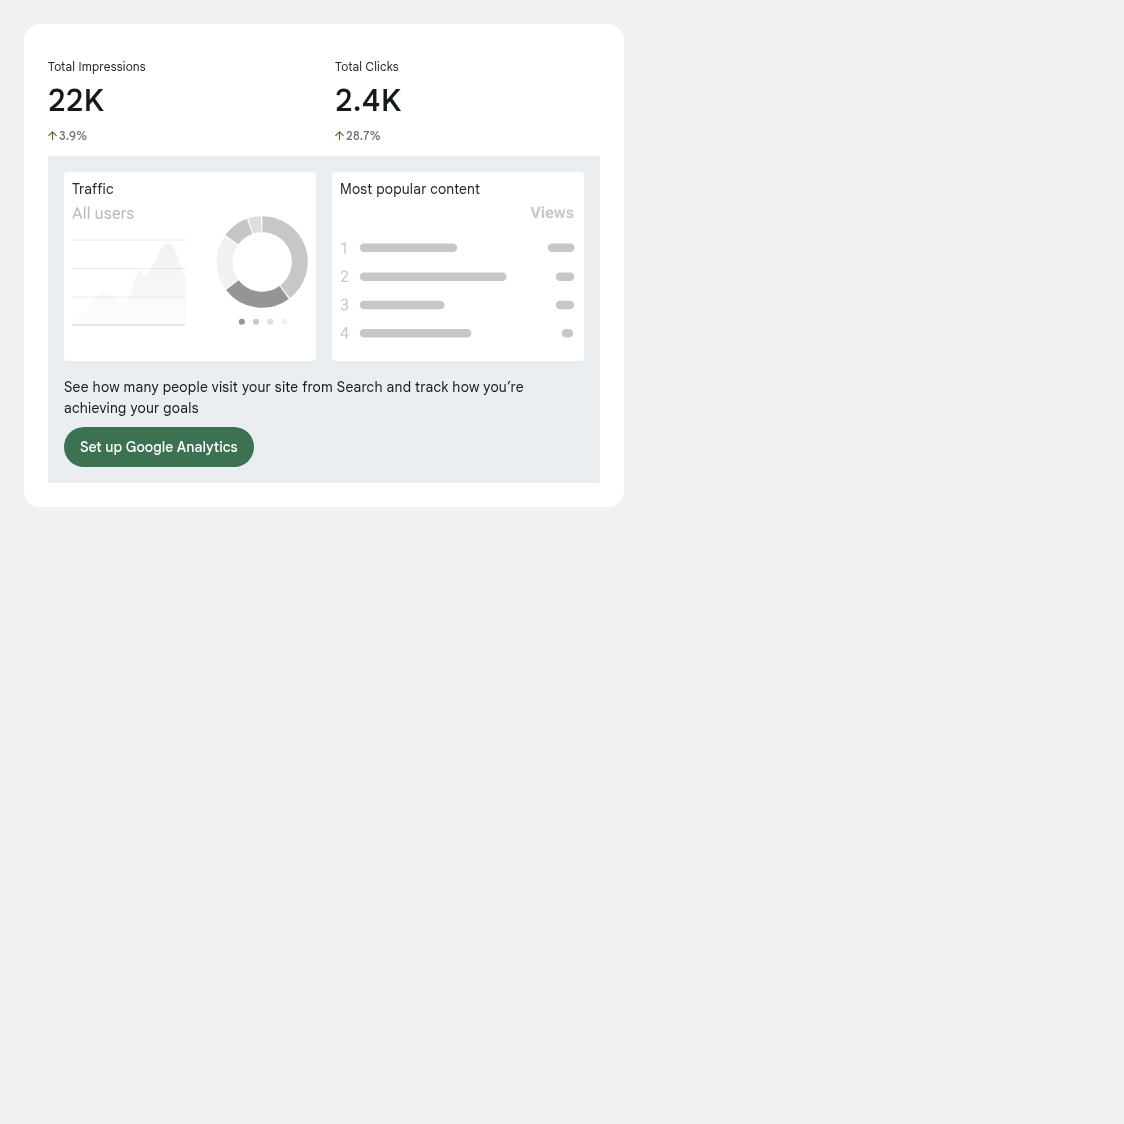 Total Impressions
22K
↑3.9%
Total Clicks
2.4K
↑28.7%
Traffic
All users
Most popular content
Views
1
2
3
4
See how many people visit your site from Search and track how you’re
achieving your goals
Set up Google Analytics